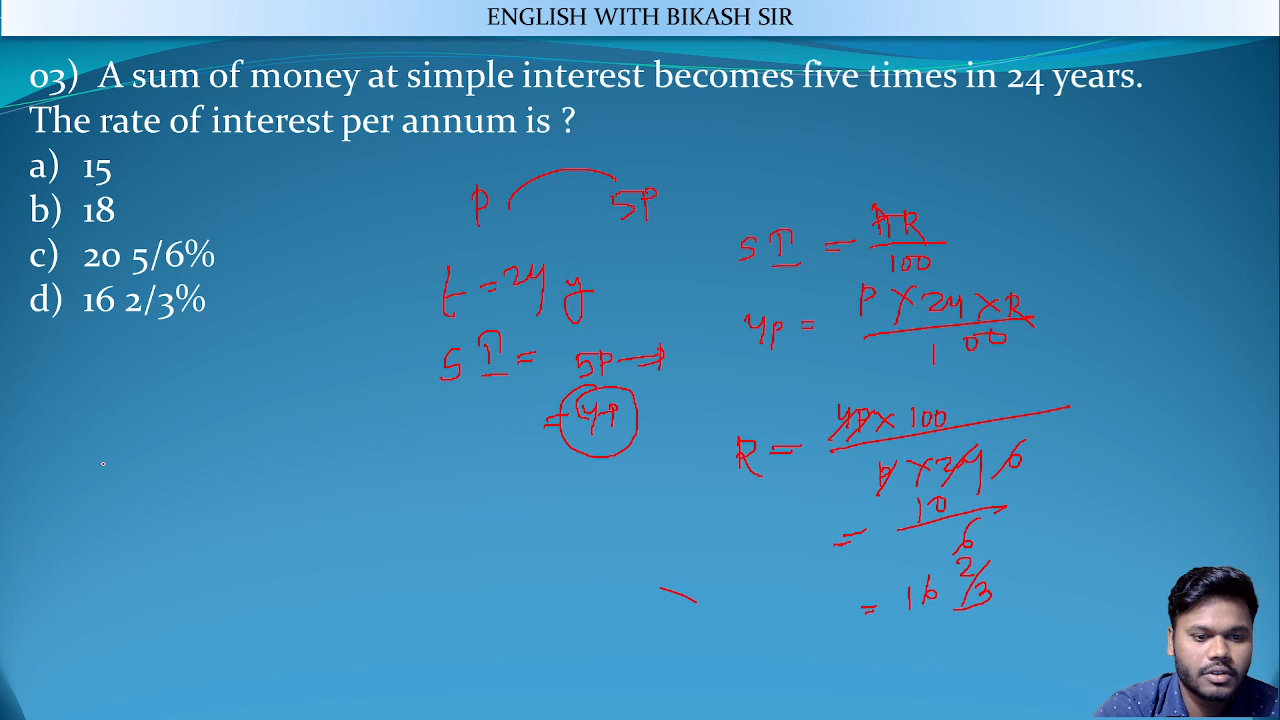 ENGLISH WITH BIKASH SIR
03) A sum of money at simple interest becomes five times in 24 years.
The rate of interest per annum is ?
a) 15
b) 18
c) 20 5/6%
d) 16 2/3%
P 5P
t = 24 y
SI = 5P - P
= 4P
SI = R / 100
4P = P × 24 × R / 100
R = 4P × 100 / P × 24 6
= 10 / 6
= 16 2/3